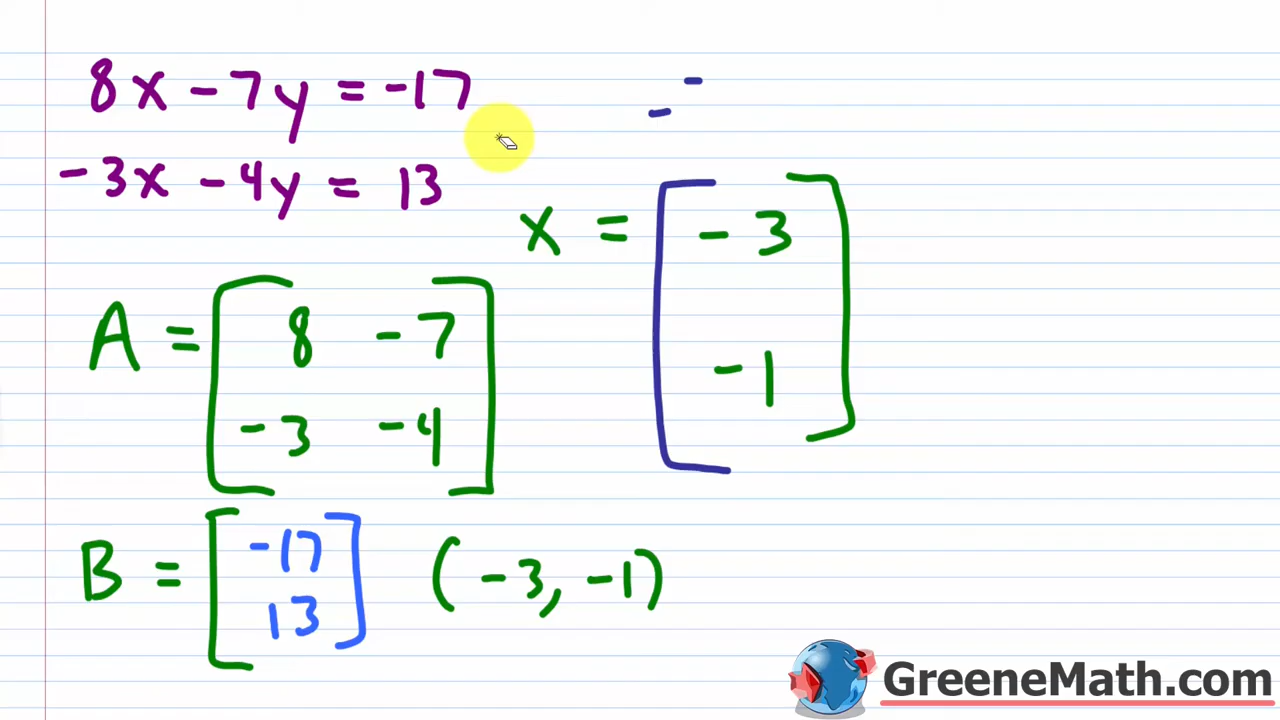 8x - 7y = -17
-3x - 4y = 13
x = [ -3
-1 ]
A = [ 8 -7
-3 -4 ]
B = [ -17
13 ]
(-3, -1)
GreeneMath.com